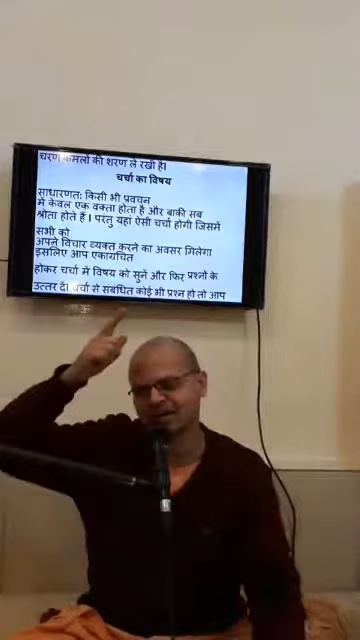 चरण कमलों की शरण ले रखी है।
चर्चा का विषय
साधारणत: किसी भी प्रवचन
में केवल एक वक्ता होता है और बाकी सब
श्रोता होते हैं । परंतु यहां ऐसी चर्चा होगी जिसमें
सभी को
अपने विचार व्यक्त करने का अवसर मिलेगा
इसलिए आप एकाग्रचित
होकर चर्चा में विषय को सुनें और फिर प्रश्नों के
उत्तर दें। चर्चा से संबंधित कोई भी प्रश्न हो तो आप